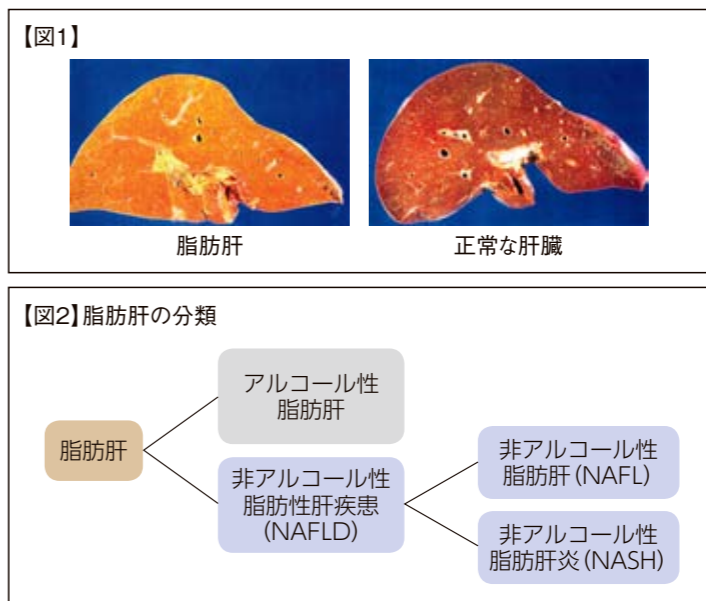 【図1】
脂肪肝
正常な肝臓
【図2】脂肪肝の分類
脂肪肝
アルコール性
脂肪肝
非アルコール性
脂肪性肝疾患
(NAFLD)
非アルコール性
脂肪肝(NAFL)
非アルコール性
脂肪肝炎(NASH)